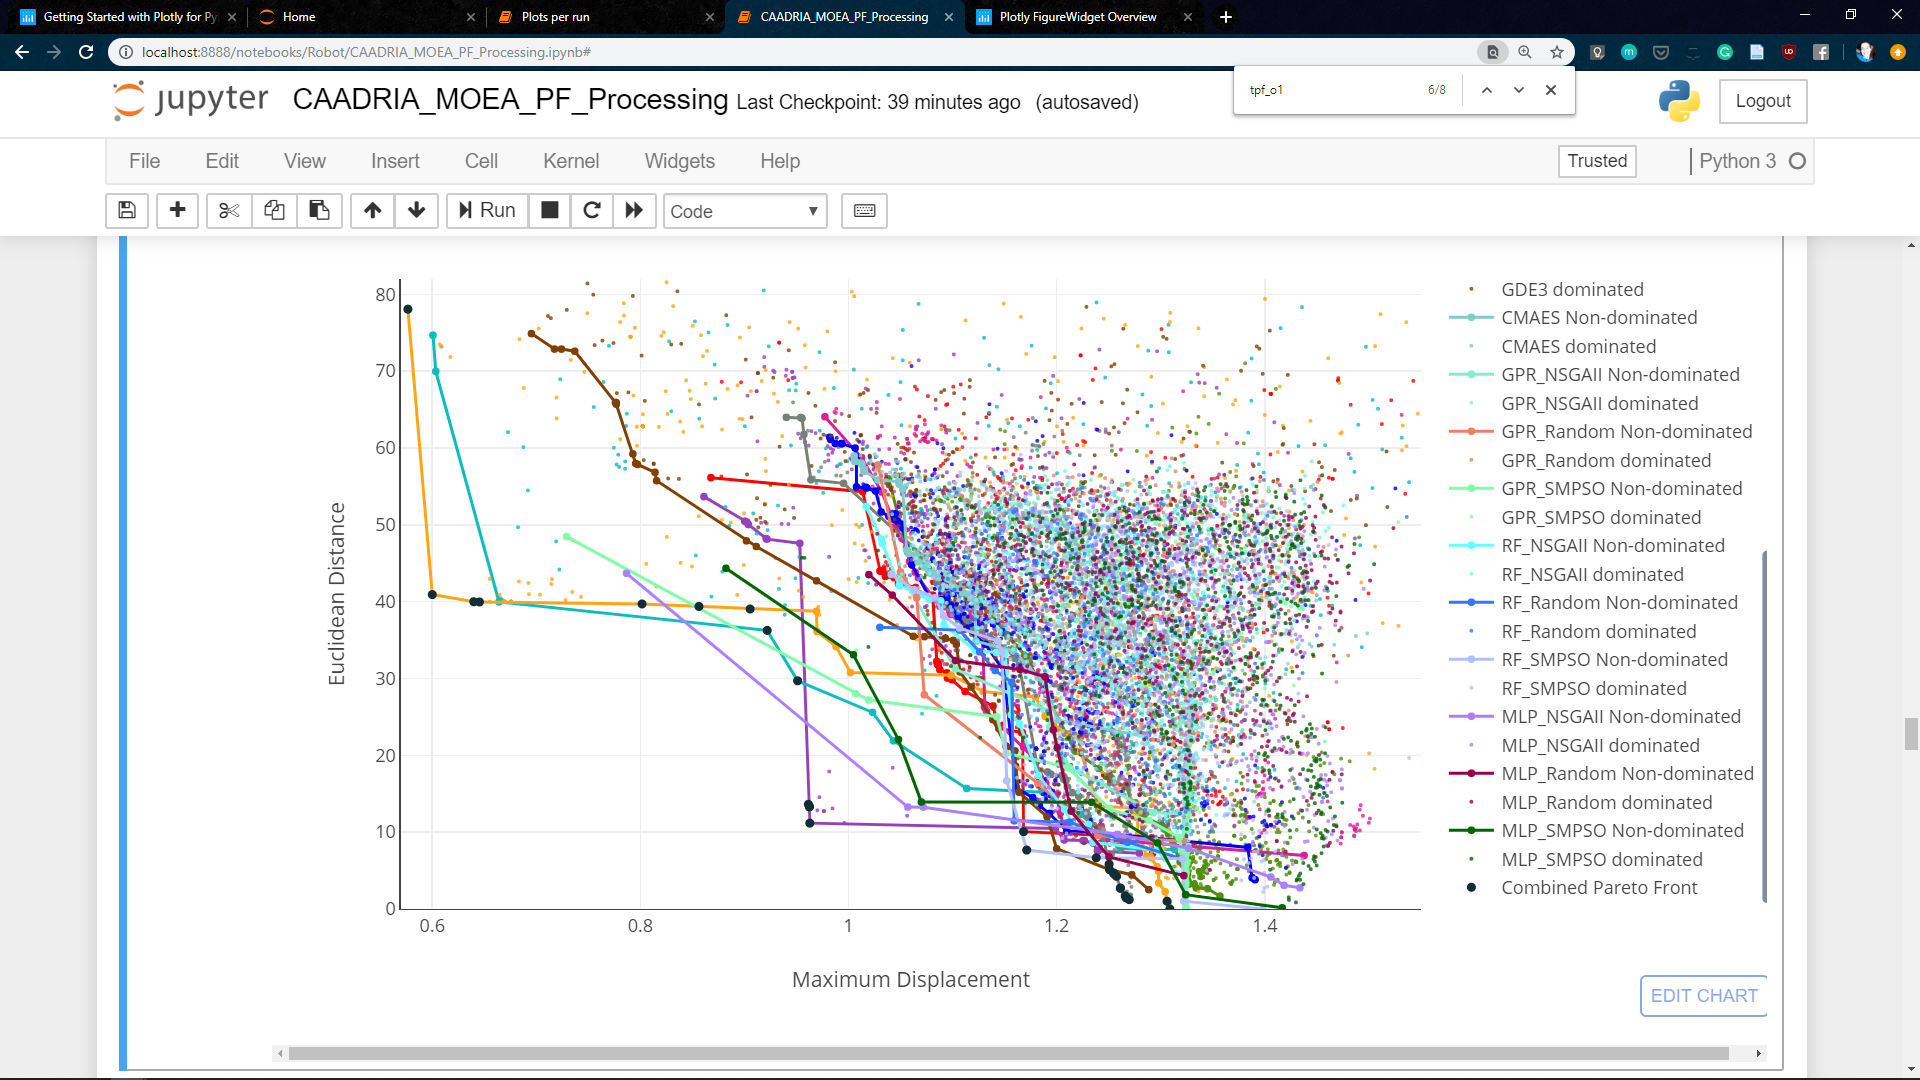 Getting Started with Plotly for Py
Home
Plots per run
CAADRIA_MOEA_PF_Processing
Plotly FigureWidget Overview
localhost:8888/notebooks/Robot/CAADRIA_MOEA_PF_Processing.ipynb#
tpf_o1 6/8
jupyter CAADRIA_MOEA_PF_Processing Last Checkpoint: 39 minutes ago (autosaved)
Logout
File Edit View Insert Cell Kernel Widgets Help
Trusted
Python 3
Run
Code
80
70
60
50
40
30
20
10
0
Euclidean Distance
0.6 0.8 1 1.2 1.4
Maximum Displacement
GDE3 dominated
CMAES Non-dominated
CMAES dominated
GPR_NSGAII Non-dominated
GPR_NSGAII dominated
GPR_Random Non-dominated
GPR_Random dominated
GPR_SMPSO Non-dominated
GPR_SMPSO dominated
RF_NSGAII Non-dominated
RF_NSGAII dominated
RF_Random Non-dominated
RF_Random dominated
RF_SMPSO Non-dominated
RF_SMPSO dominated
MLP_NSGAII Non-dominated
MLP_NSGAII dominated
MLP_Random Non-dominated
MLP_Random dominated
MLP_SMPSO Non-dominated
MLP_SMPSO dominated
Combined Pareto Front
EDIT CHART